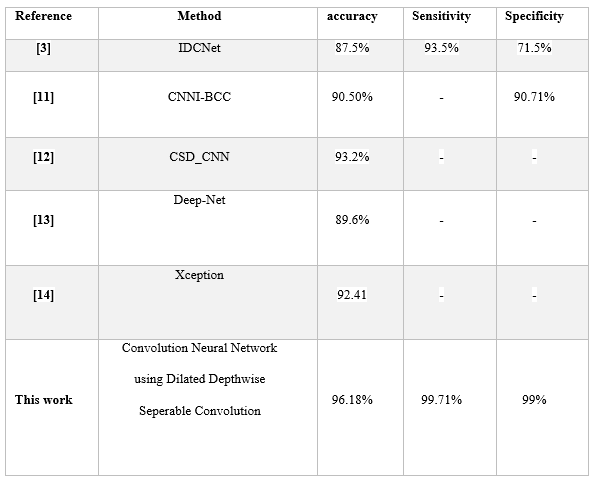 Reference Method accuracy Sensitivity Specificity
[3] IDCNet 87.5% 93.5% 71.5%
[11] CNNI-BCC 90.50% - 90.71%
[12] CSD_CNN 93.2% - -
[13] Deep-Net 89.6% - -
[14] Xception 92.41 - -
This work Convolution Neural Network
using Dilated Depthwise
Seperable Convolution 96.18% 99.71% 99%